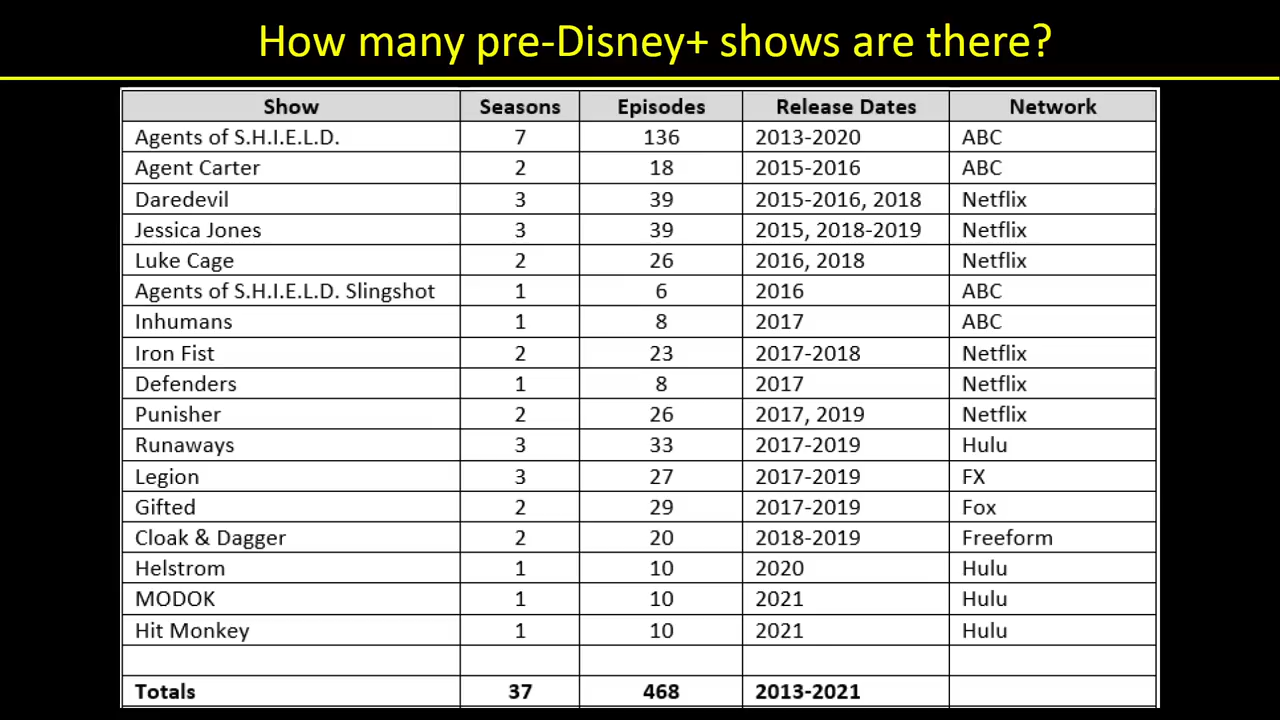 How many pre-Disney+ shows are there?
Show Seasons Episodes Release Dates Network
Agents of S.H.I.E.L.D. 7 136 2013-2020 ABC
Agent Carter 2 18 2015-2016 ABC
Daredevil 3 39 2015-2016, 2018 Netflix
Jessica Jones 3 39 2015, 2018-2019 Netflix
Luke Cage 2 26 2016, 2018 Netflix
Agents of S.H.I.E.L.D. Slingshot 1 6 2016 ABC
Inhumans 1 8 2017 ABC
Iron Fist 2 23 2017-2018 Netflix
Defenders 1 8 2017 Netflix
Punisher 2 26 2017, 2019 Netflix
Runaways 3 33 2017-2019 Hulu
Legion 3 27 2017-2019 FX
Gifted 2 29 2017-2019 Fox
Cloak & Dagger 2 20 2018-2019 Freeform
Helstrom 1 10 2020 Hulu
MODOK 1 10 2021 Hulu
Hit Monkey 1 10 2021 Hulu
Totals 37 468 2013-2021